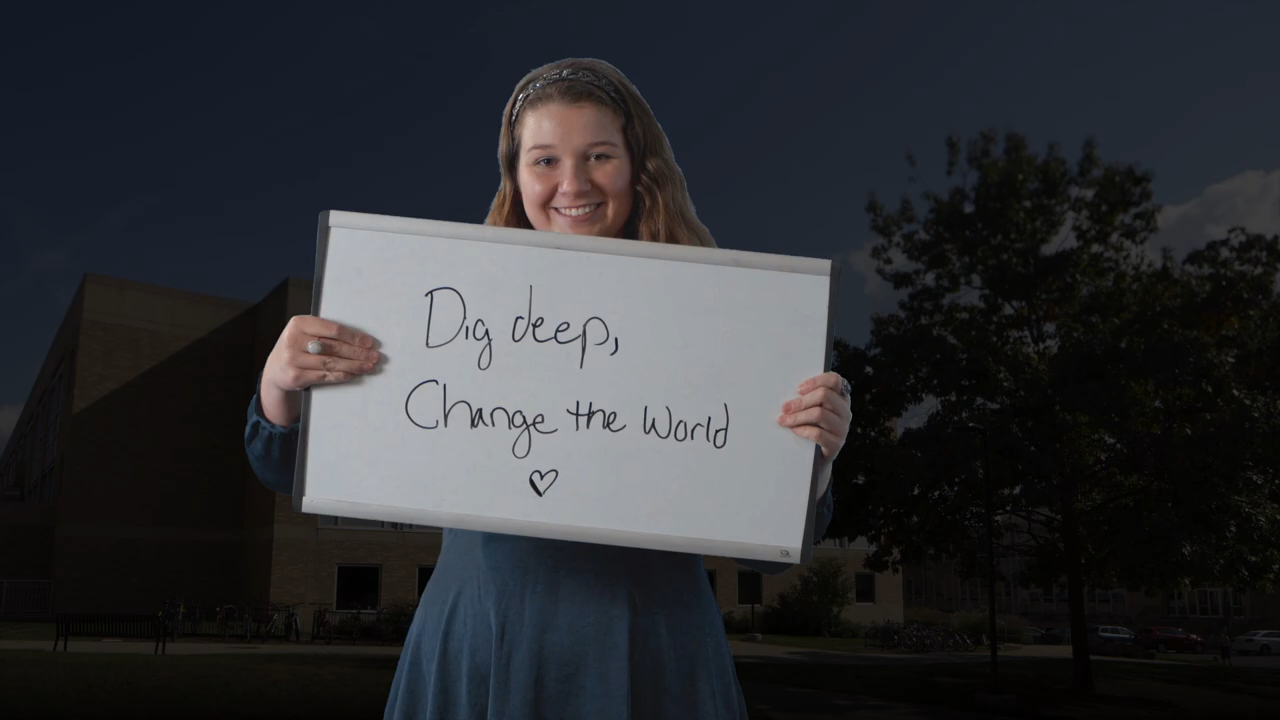 Dig deep,
Change the World
♡